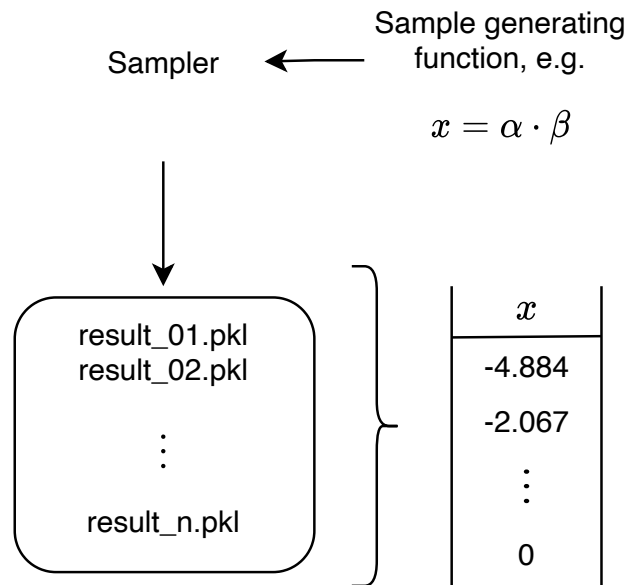 Sample generating
function, e.g.
Sampler
x = α · β
result_01.pkl
result_02.pkl
⋮
result_n.pkl
x
-4.884
-2.067
⋮
0